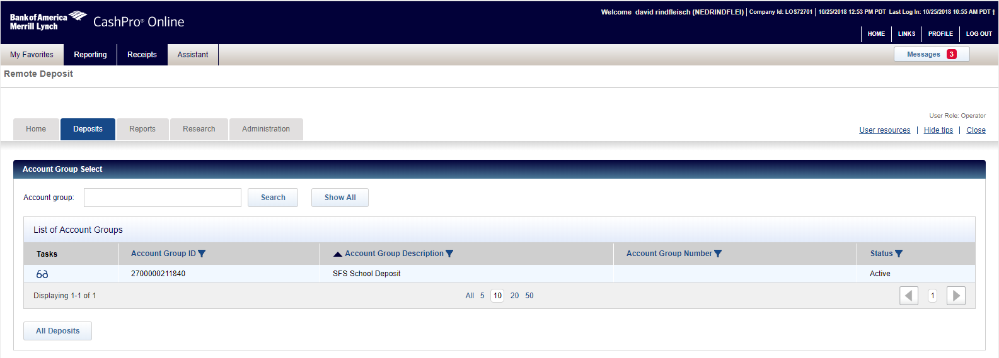 Bank of America
Merrill Lynch
CashPro® Online
Welcome david rindfleisch (NEDRINDFLEI) | Company Id: LOS72701 | 10/25/2018 12:53 PM PDT Last Log In: 10/25/2018 10:55 AM PDT †
HOME | LINKS | PROFILE | LOG OUT
My Favorites Reporting Receipts Assistant
Messages 3
Remote Deposit
User Role: Operator
Home Deposits Reports Research Administration
User resources | Hide tips | Close
Account Group Select
Account group: Search Show All
List of Account Groups
Tasks Account Group ID Account Group Description Account Group Number Status
2700000211840 SFS School Deposit Active
Displaying 1-1 of 1 All 5 10 20 50 1
All Deposits